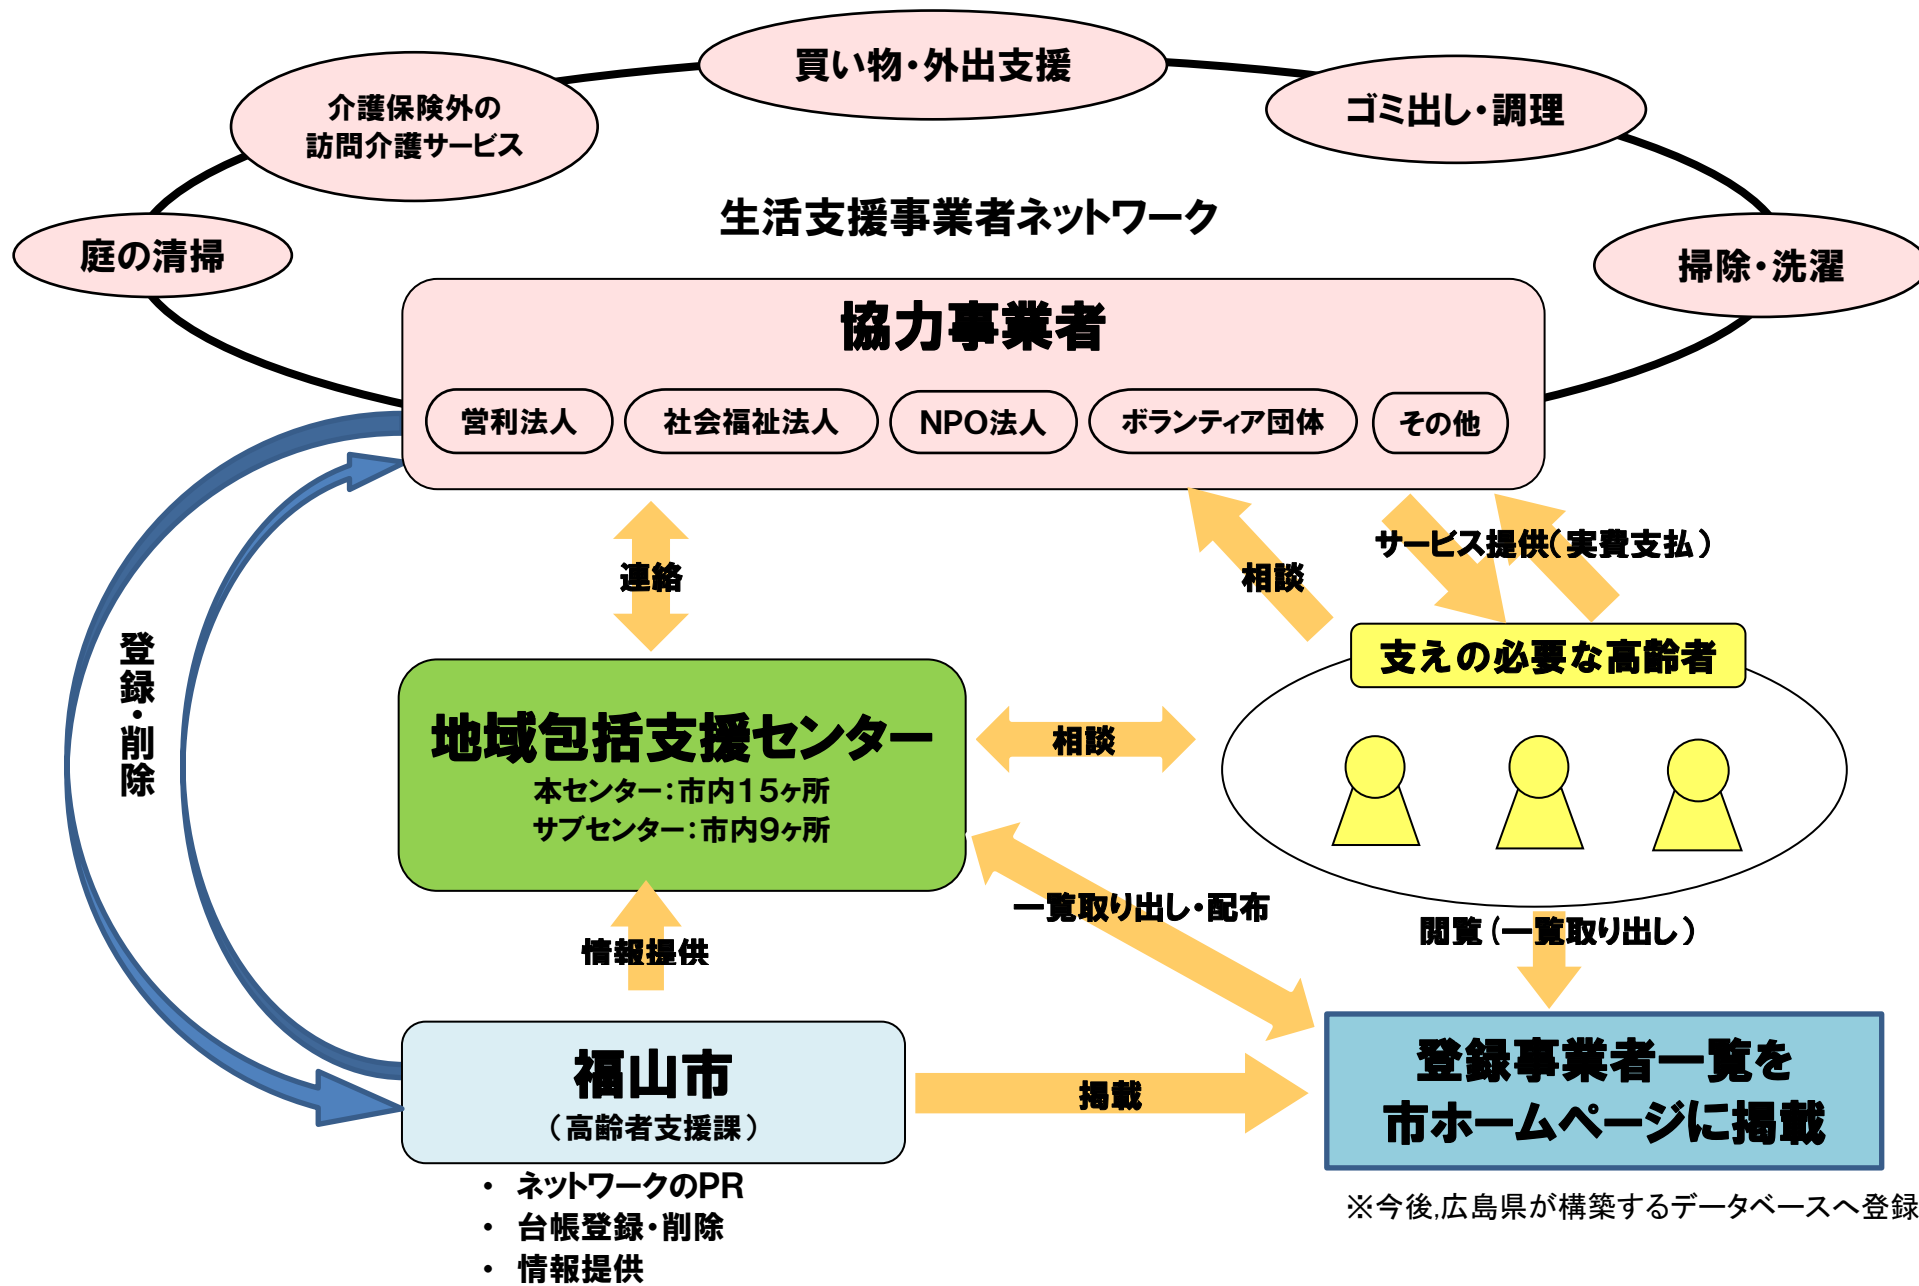 買い物・外出支援
介護保険外の
訪問介護サービス
ゴミ出し・調理
生活支援事業者ネットワーク
庭の清掃
掃除・洗濯
協力事業者
営利法人
社会福祉法人
NPO法人
ボランティア団体
その他
サービス提供(実費支払)
連絡
相談
登録・削除
支えの必要な高齢者
地域包括支援センター
本センター:市内15ヶ所
サブセンター:市内9ヶ所
相談
一覧取り出し・配布
閲覧(一覧取り出し)
情報提供
福山市
(高齢者支援課)
掲載
登録事業者一覧を
市ホームページに掲載
・ ネットワークのPR
・ 台帳登録・削除
・ 情報提供
※今後,広島県が構築するデータベースへ登録